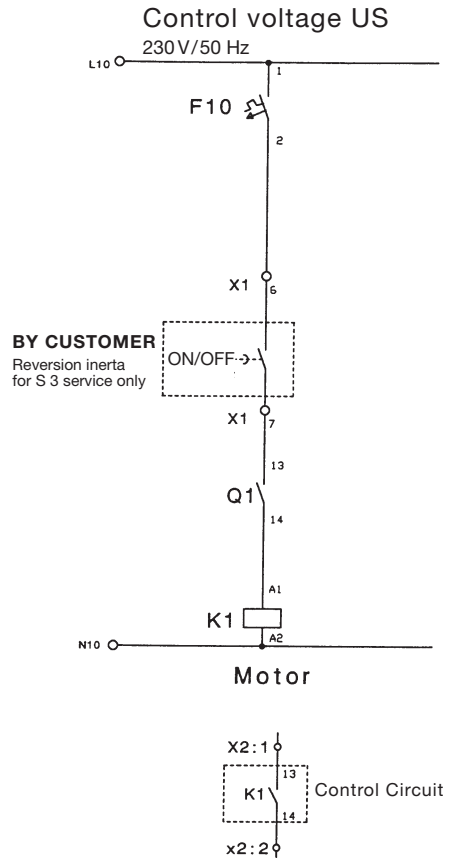 Control voltage US
230 V/50 Hz
L10
1
F10
2
X1
6
BY CUSTOMER
Reversion inerta
for S 3 service only
ON/OFF
X1
7
13
Q1
14
A1
K1
A2
N10
Motor
X2:1
13
K1
Control Circuit
14
x2:2